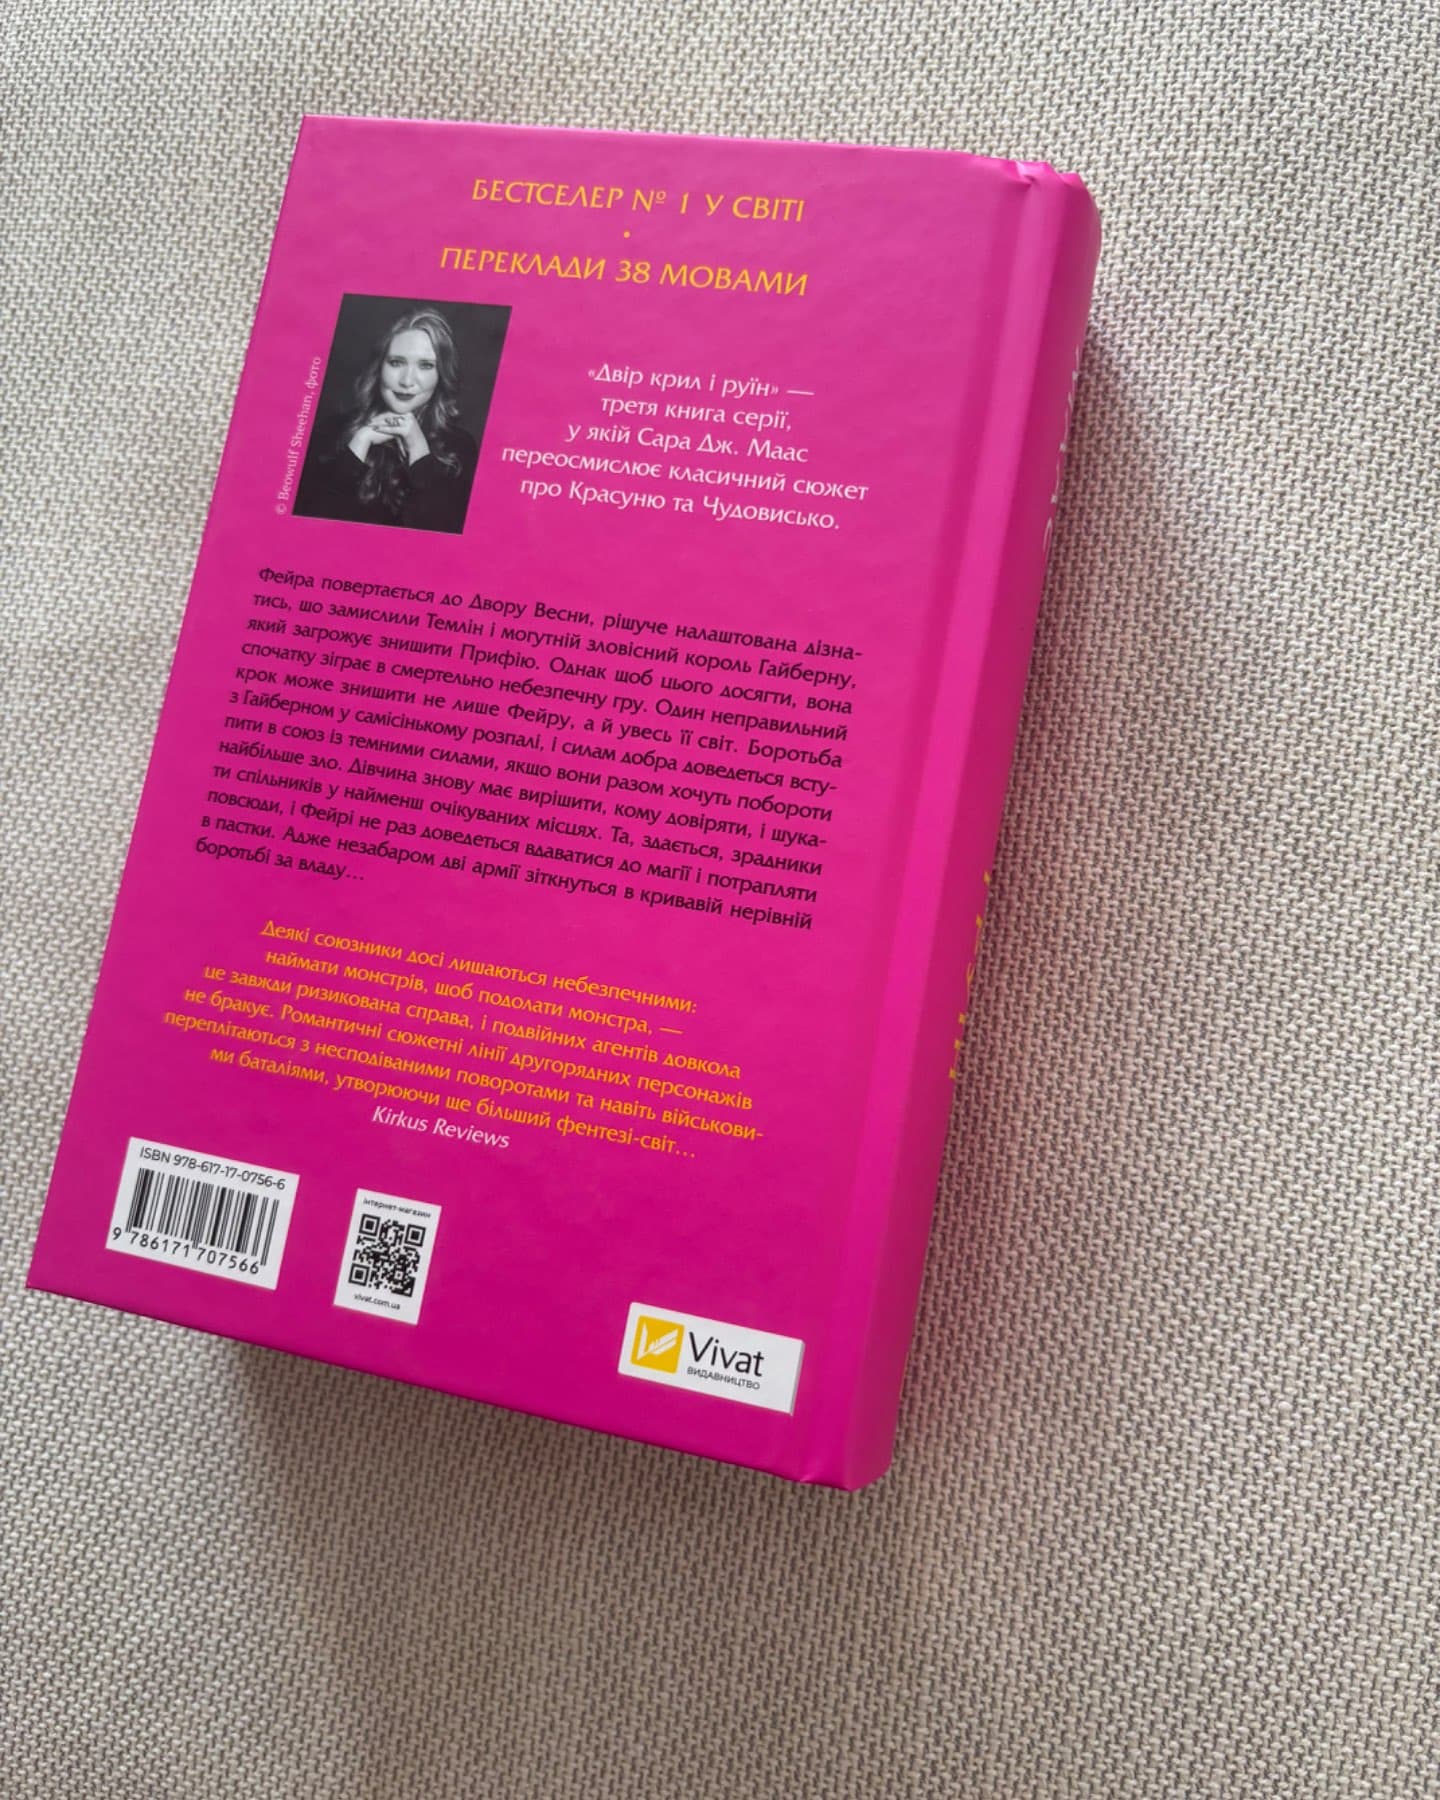 БЕСТСЕЛЕР № 1 У СВІТІ
•
ПЕРЕКЛАДИ 38 МОВАМИ
© Beowulf Sheehan, фото
«Двір крил і руїн» —
третя книга серії,
у якій Сара Дж. Маас
переосмислює класичний сюжет
про Красуню та Чудовисько.
Фейра повертається до Двору Весни, рішуче налаштована дізна-
тись, що замислили Темлін і могутній зловісний король Гайберну,
який загрожує знищити Прифію. Однак щоб цього досягти, вона
спочатку зіграє в смертельно небезпечну гру. Один неправильний
крок може знищити не лише Фейру, а й увесь її світ. Боротьба
з Гайберном у самісінькому розпалі, і силам добра доведеться всту-
пити в союз із темними силами, якщо вони разом хочуть побороти
найбільше зло. Дівчина знову має вирішити, кому довіряти, і шука-
ти спільників у найменш очікуваних місцях. Та, здається, зрадники
повсюди, і Фейрі не раз доведеться вдаватися до магії і потрапляти
в пастки. Адже незабаром дві армії зіткнуться в кривавій нерівній
боротьбі за владу…
Деякі союзники досі лишаються небезпечними:
наймати монстрів, щоб подолати монстра, —
це завжди ризикована справа, і подвійних агентів довкола
не бракує. Романтичні сюжетні лінії другорядних персонажів
переплітаються з несподіваними поворотами та навіть військови-
ми баталіями, утворюючи ще більший фентезі-світ…
Kirkus Reviews
ISBN 978-617-17-0756-6
9 786171 707566
інтернет-магазин
vivat.com.ua
Vivat
ВИДАВНИЦТВО